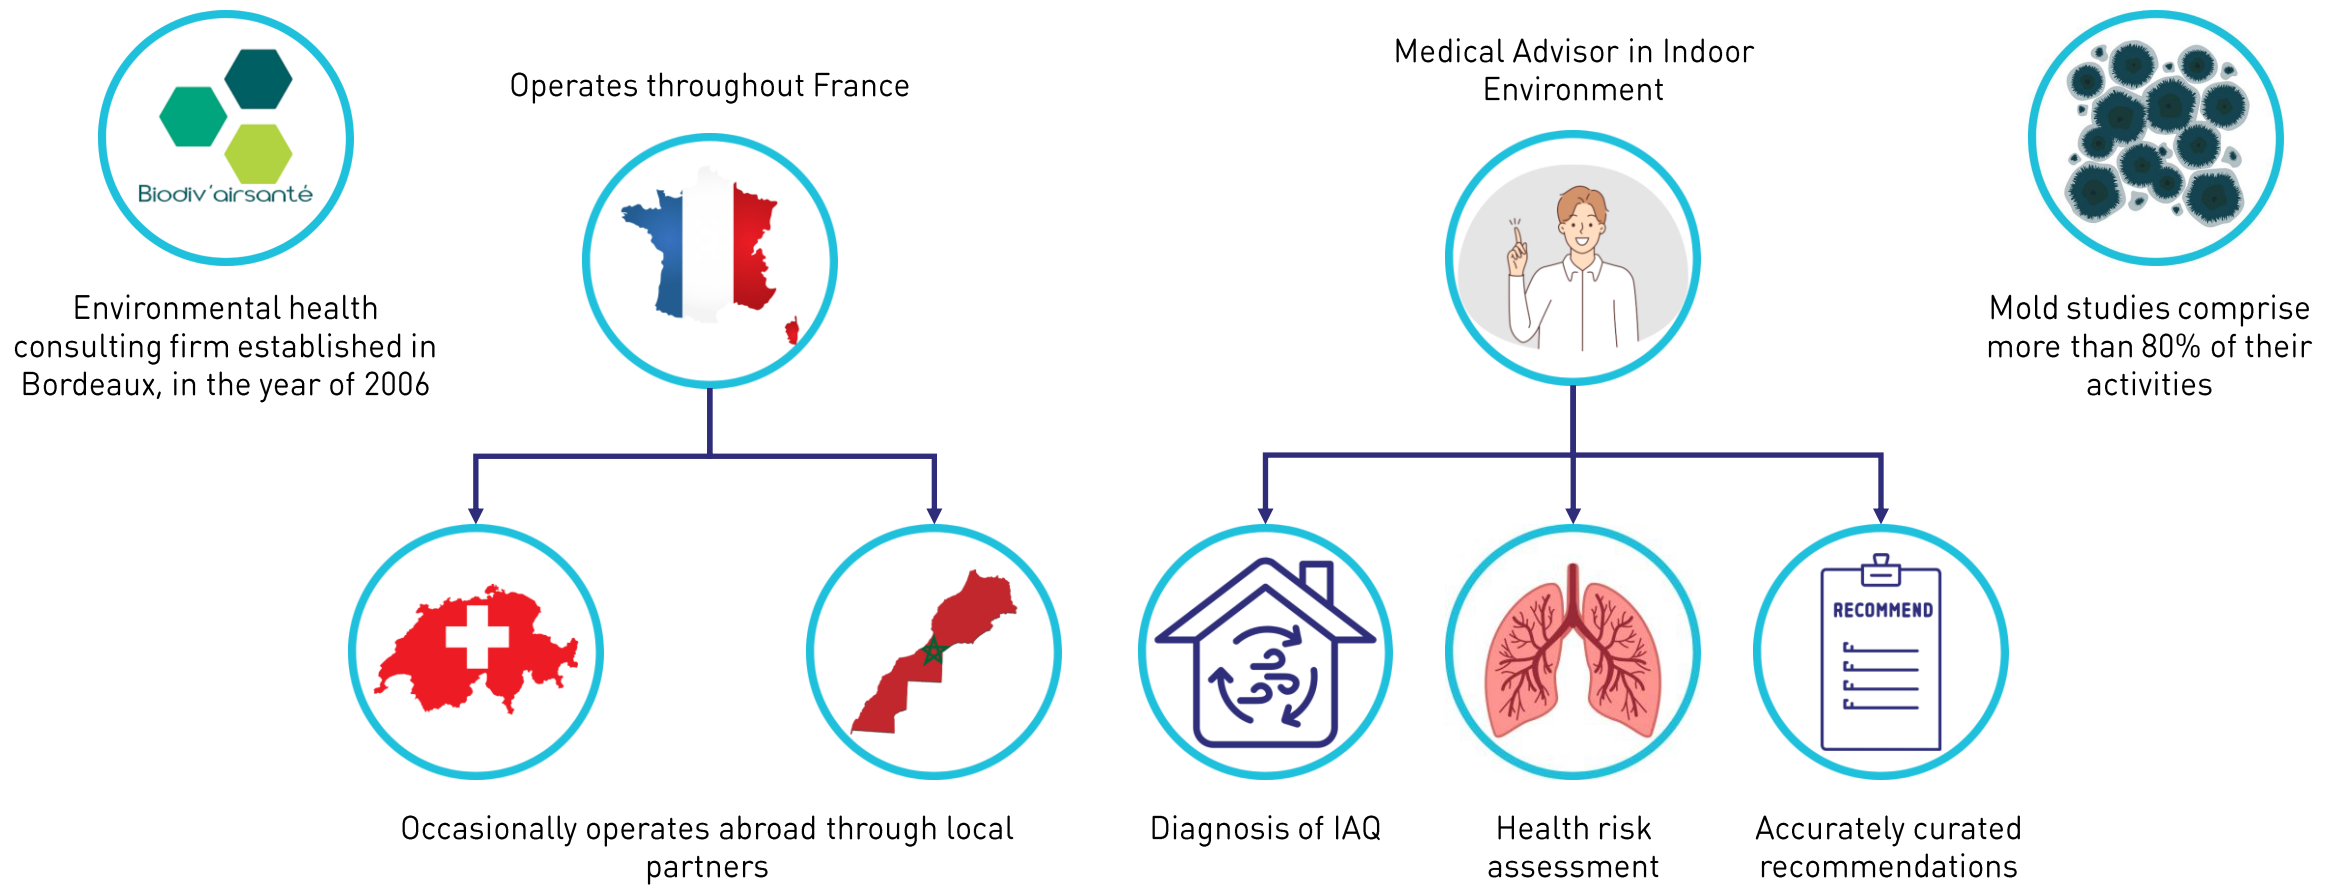 Biodiv'airsanté
Environmental health
consulting firm established in
Bordeaux, in the year of 2006
Operates throughout France
Occasionally operates abroad through local
partners
Medical Advisor in Indoor
Environment
Diagnosis of IAQ
Health risk
assessment
RECOMMEND
Accurately curated
recommendations
Mold studies comprise
more than 80% of their
activities